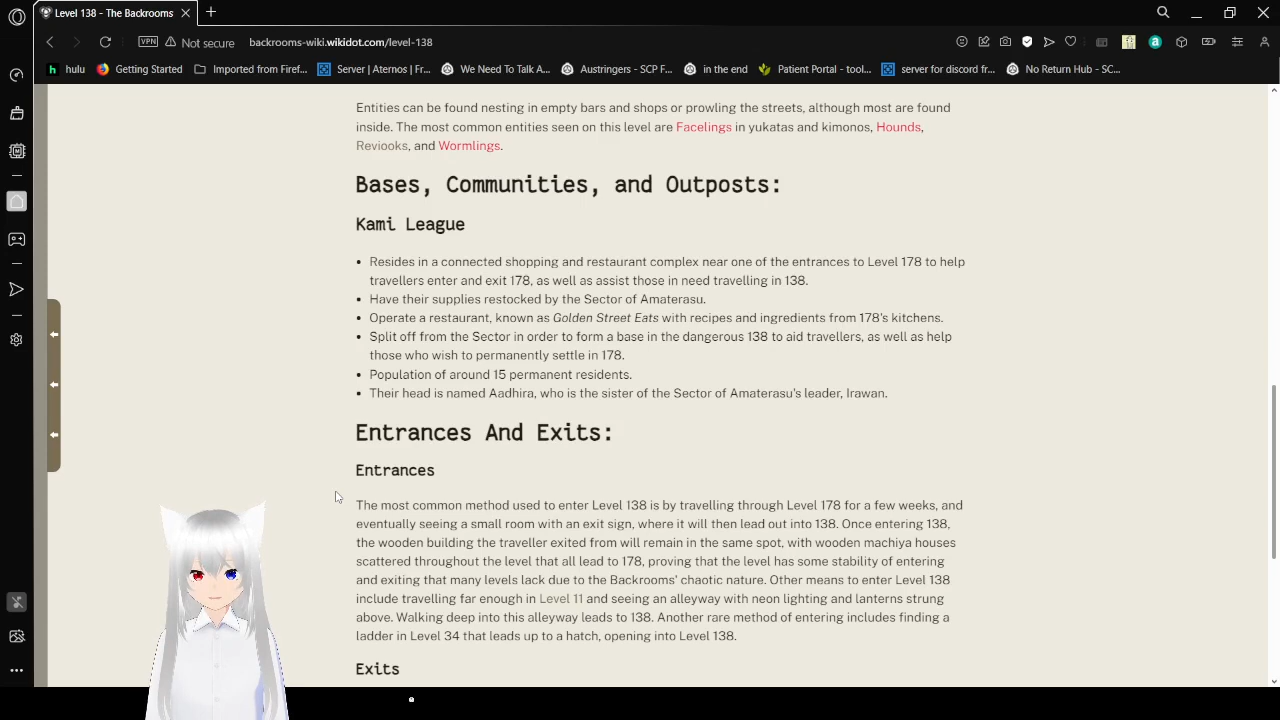 Level 138 - The Backrooms
VPN
Not secure
backrooms-wiki.wikidot.com/level-138
hulu
Getting Started
Imported from Firef...
Server | Aternos | Fr...
We Need To Talk A...
Austringers - SCP F...
in the end
Patient Portal - tool...
server for discord fr...
No Return Hub - SC...
Entities can be found nesting in empty bars and shops or prowling the streets, although most are found
inside. The most common entities seen on this level are Facelings in yukatas and kimonos, Hounds,
Reviooks, and Wormlings.
Bases, Communities, and Outposts:
Kami League
Resides in a connected shopping and restaurant complex near one of the entrances to Level 178 to help
travellers enter and exit 178, as well as assist those in need travelling in 138.
Have their supplies restocked by the Sector of Amaterasu.
Operate a restaurant, known as Golden Street Eats with recipes and ingredients from 178's kitchens.
Split off from the Sector in order to form a base in the dangerous 138 to aid travellers, as well as help
those who wish to permanently settle in 178.
Population of around 15 permanent residents.
Their head is named Aadhira, who is the sister of the Sector of Amaterasu's leader, Irawan.
Entrances And Exits:
Entrances
The most common method used to enter Level 138 is by travelling through Level 178 for a few weeks, and
eventually seeing a small room with an exit sign, where it will then lead out into 138. Once entering 138,
the wooden building the traveller exited from will remain in the same spot, with wooden machiya houses
scattered throughout the level that all lead to 178, proving that the level has some stability of entering
and exiting that many levels lack due to the Backrooms' chaotic nature. Other means to enter Level 138
include travelling far enough in Level 11 and seeing an alleyway with neon lighting and lanterns strung
above. Walking deep into this alleyway leads to 138. Another rare method of entering includes finding a
ladder in Level 34 that leads up to a hatch, opening into Level 138.
Exits